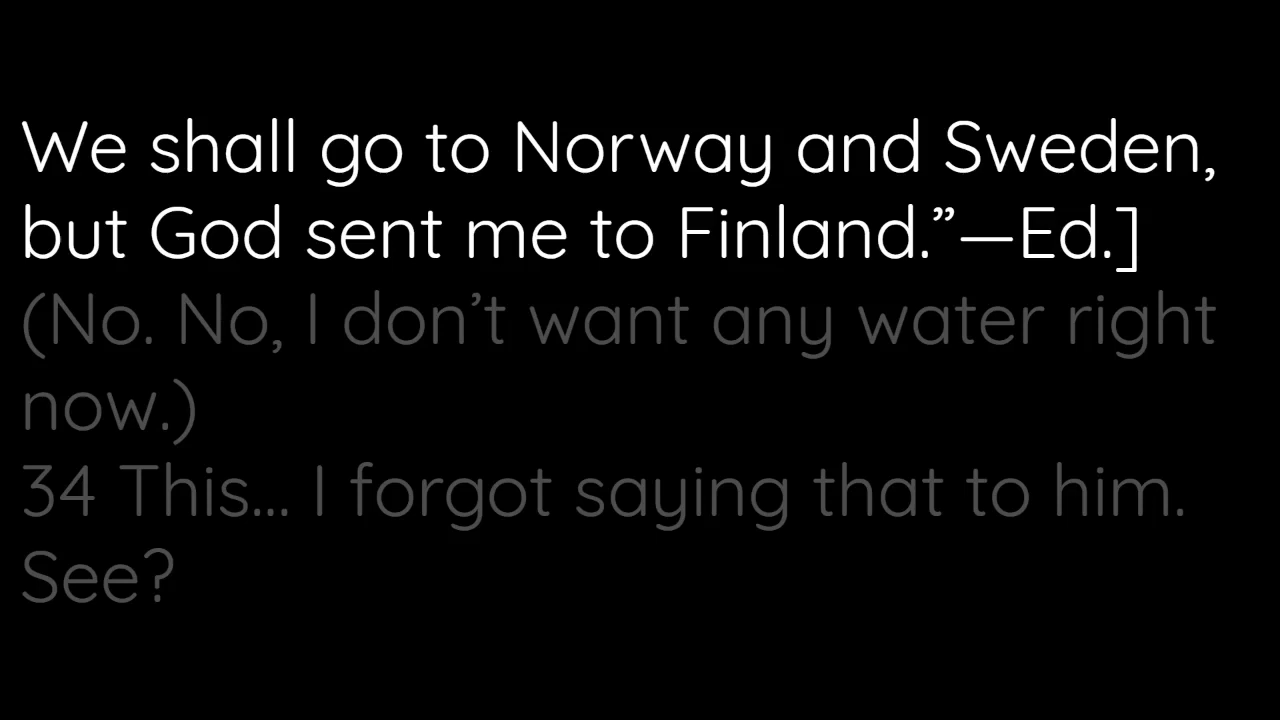 We shall go to Norway and Sweden,
but God sent me to Finland.”—Ed.]
(No. No, I don’t want any water right
now.)
34 This... I forgot saying that to him.
See?